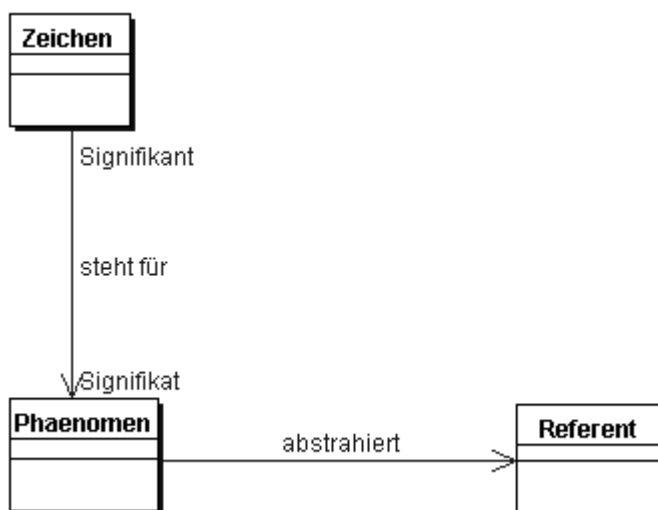 Zeichen
Signifikant
steht für
Signifikat
Phaenomen
abstrahiert
Referent